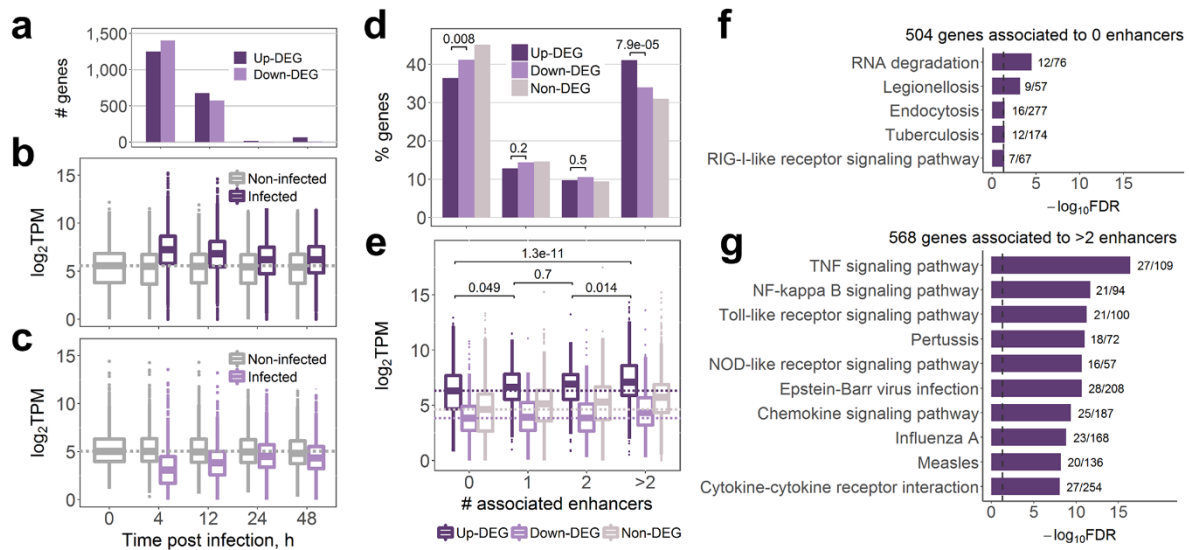 a
# genes
1,500
1,000
500
0
Up-DEG
Down-DEG
b
log2TPM
15
10
5
0
Non-infected
Infected
c
log2TPM
15
10
5
0
Non-infected
Infected
0 4 12 24 48
Time post infection, h
d
% genes
40
30
20
10
0
0.008
0.2
0.5
7.9e-05
Up-DEG
Down-DEG
Non-DEG
e
log2TPM
15
10
5
0
1.3e-11
0.7
0.049
0.014
0 1 2 >2
# associated enhancers
Up-DEG Down-DEG Non-DEG
f
504 genes associated to 0 enhancers
RNA degradation 12/76
Legionellosis 9/57
Endocytosis 16/277
Tuberculosis 12/174
RIG-I-like receptor signaling pathway 7/67
0 5 10 15
−log10FDR
g
568 genes associated to >2 enhancers
TNF signaling pathway 27/109
NF-kappa B signaling pathway 21/94
Toll-like receptor signaling pathway 21/100
Pertussis 18/72
NOD-like receptor signaling pathway 16/57
Epstein-Barr virus infection 28/208
Chemokine signaling pathway 25/187
Influenza A 23/168
Measles 20/136
Cytokine-cytokine receptor interaction 27/254
0 5 10 15
−log10FDR